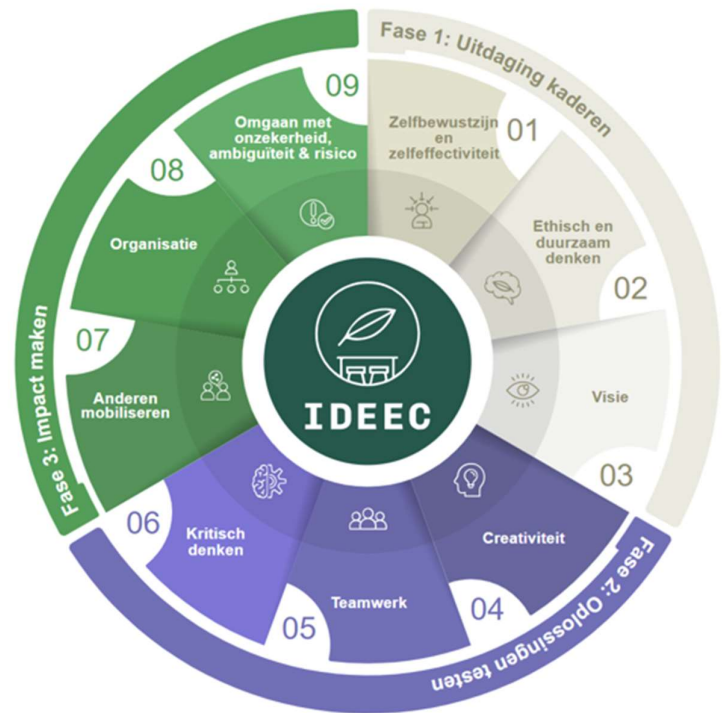 Fase 1: Uitdaging kaderen
01
Zelfbewustzijn
en
zelfeffectiviteit
02
Ethisch en
duurzaam
denken
03
Visie
Fase 2: Oplossingen testen
04
Creativiteit
05
Teamwerk
06
Kritisch
denken
Fase 3: Impact maken
07
Anderen
mobiliseren
08
Organisatie
09
Omgaan met
onzekerheid,
ambiguïteit & risico
IDEEC